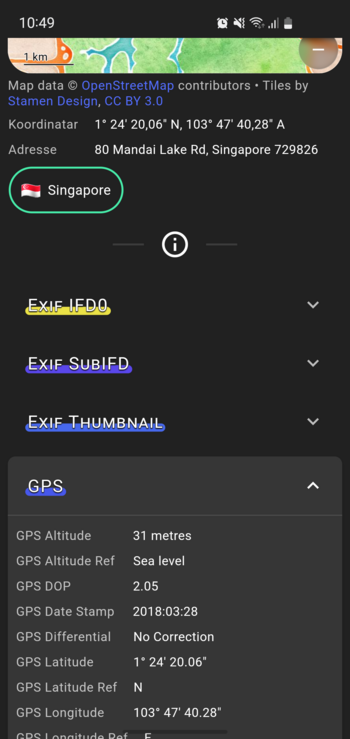 10:49
1 km
Map data © OpenStreetMap contributors • Tiles by
Stamen Design, CC BY 3.0
Koordinatar 1° 24′ 20,06″ N, 103° 47′ 40,28″ A
Adresse 80 Mandai Lake Rd, Singapore 729826
Singapore
EXIF IFD0
EXIF SUBIFD
EXIF THUMBNAIL
GPS
GPS Altitude 31 metres
GPS Altitude Ref Sea level
GPS DOP 2.05
GPS Date Stamp 2018:03:28
GPS Differential No Correction
GPS Latitude 1° 24' 20.06"
GPS Latitude Ref N
GPS Longitude 103° 47' 40.28"
GPS Longitude Ref E